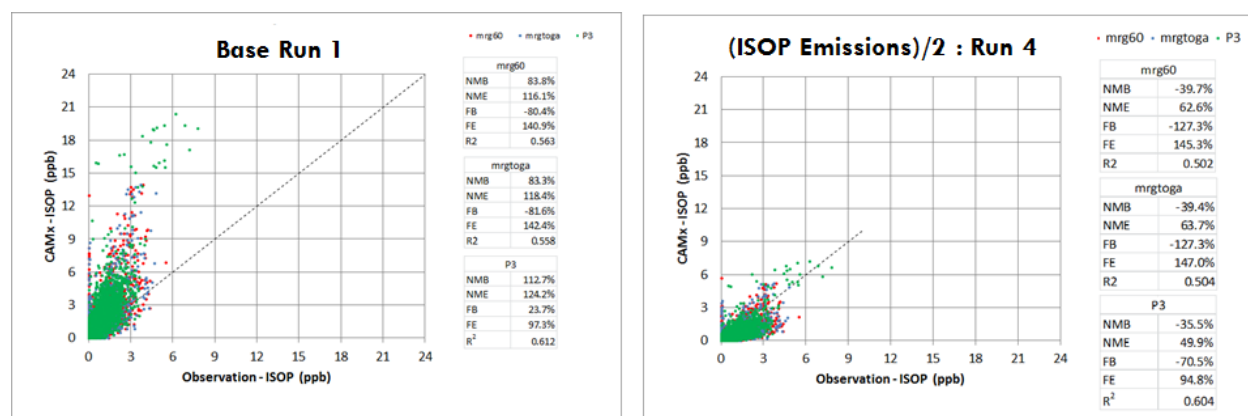 Base Run 1
• mrg60 • mrgtoga • P3
24
21
18
15
12
9
6
3
0
CAMx - ISOP (ppb)
0 3 6 9 12 15 18 21 24
Observation - ISOP (ppb)
mrg60
NMB 83.8%
NME 116.1%
FB -80.4%
FE 140.9%
R2 0.563
mrgtoga
NMB 83.3%
NME 118.4%
FB -81.6%
FE 142.4%
R2 0.558
P3
NMB 112.7%
NME 124.2%
FB 23.7%
FE 97.3%
R² 0.612
(ISOP Emissions)/2 : Run 4
• mrg60 • mrgtoga • P3
24
21
18
15
12
9
6
3
0
CAMx - ISOP (ppb)
0 3 6 9 12 15 18 21 24
Observation - ISOP (ppb)
mrg60
NMB -39.7%
NME 62.6%
FB -127.3%
FE 145.3%
R2 0.502
mrgtoga
NMB -39.4%
NME 63.7%
FB -127.3%
FE 147.0%
R2 0.504
P3
NMB -35.5%
NME 49.9%
FB -70.5%
FE 94.8%
R² 0.604